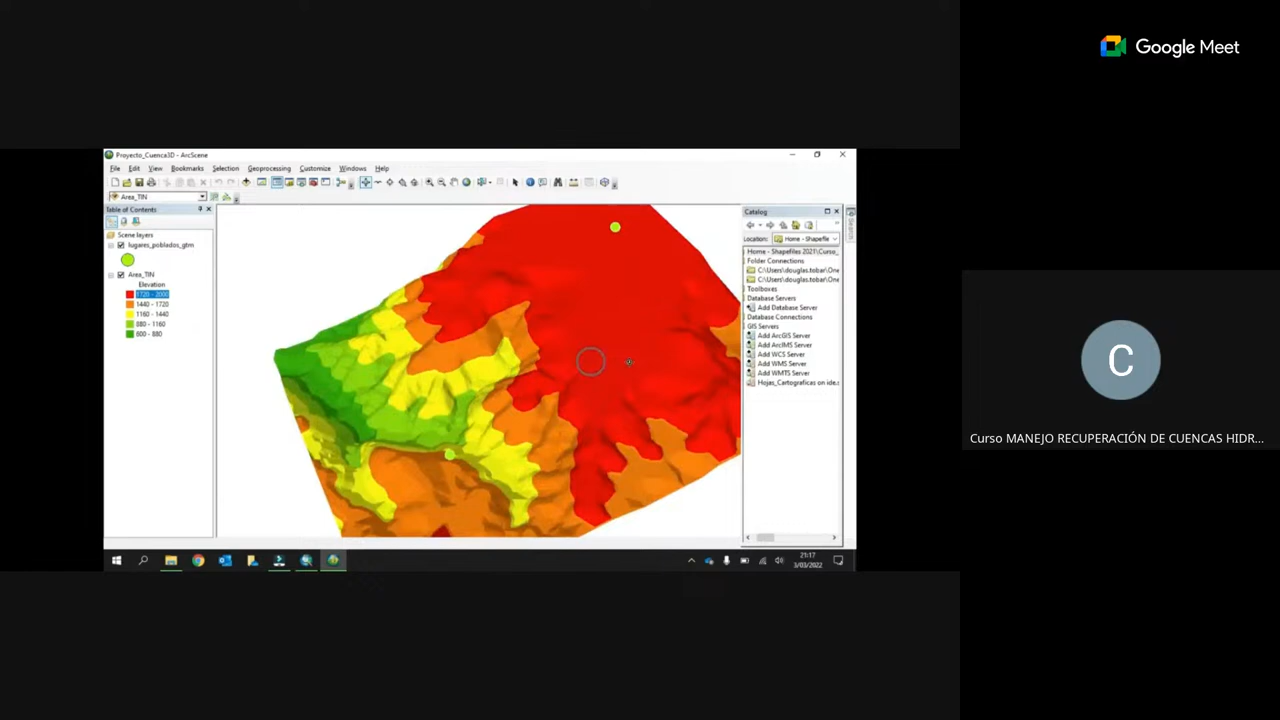 Google Meet
Proyecto_Cuenca3D - ArcScene
File Edit View Bookmarks Selection Geoprocessing Customize Windows Help
Area_TIN
Table of Contents
Scene layers
lugares_poblados_gtm
Area_TIN
Elevation
1720 - 2000
1440 - 1720
1160 - 1440
880 - 1160
600 - 880
Catalog
Location: Home - Shapefile
Home - Shapefiles 2021\Curso_
Folder Connections
C:\Users\douglas.tobar\One
C:\Users\douglas.tobar\One
Toolboxes
Database Servers
Add Database Server
Database Connections
GIS Servers
Add ArcGIS Server
Add ArcIMS Server
Add WCS Server
Add WMS Server
Add WMTS Server
Hojas_Cartograficas on ide.
Search
21:17
3/03/2022
C
Curso MANEJO RECUPERACIÓN DE CUENCAS HIDR...